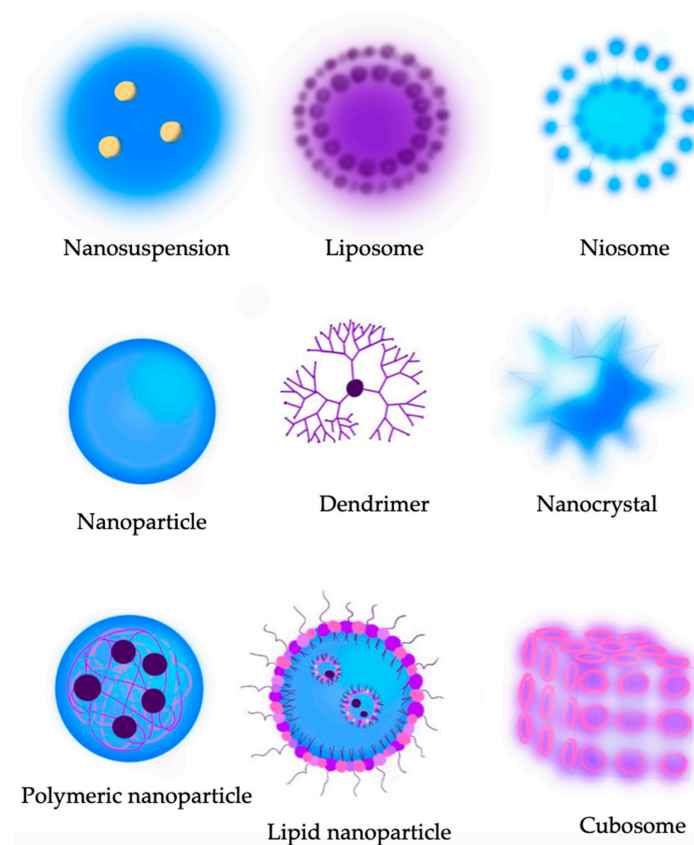 Nanosuspension
Liposome
Niosome
Nanoparticle
Dendrimer
Nanocrystal
Polymeric nanoparticle
Lipid nanoparticle
Cubosome